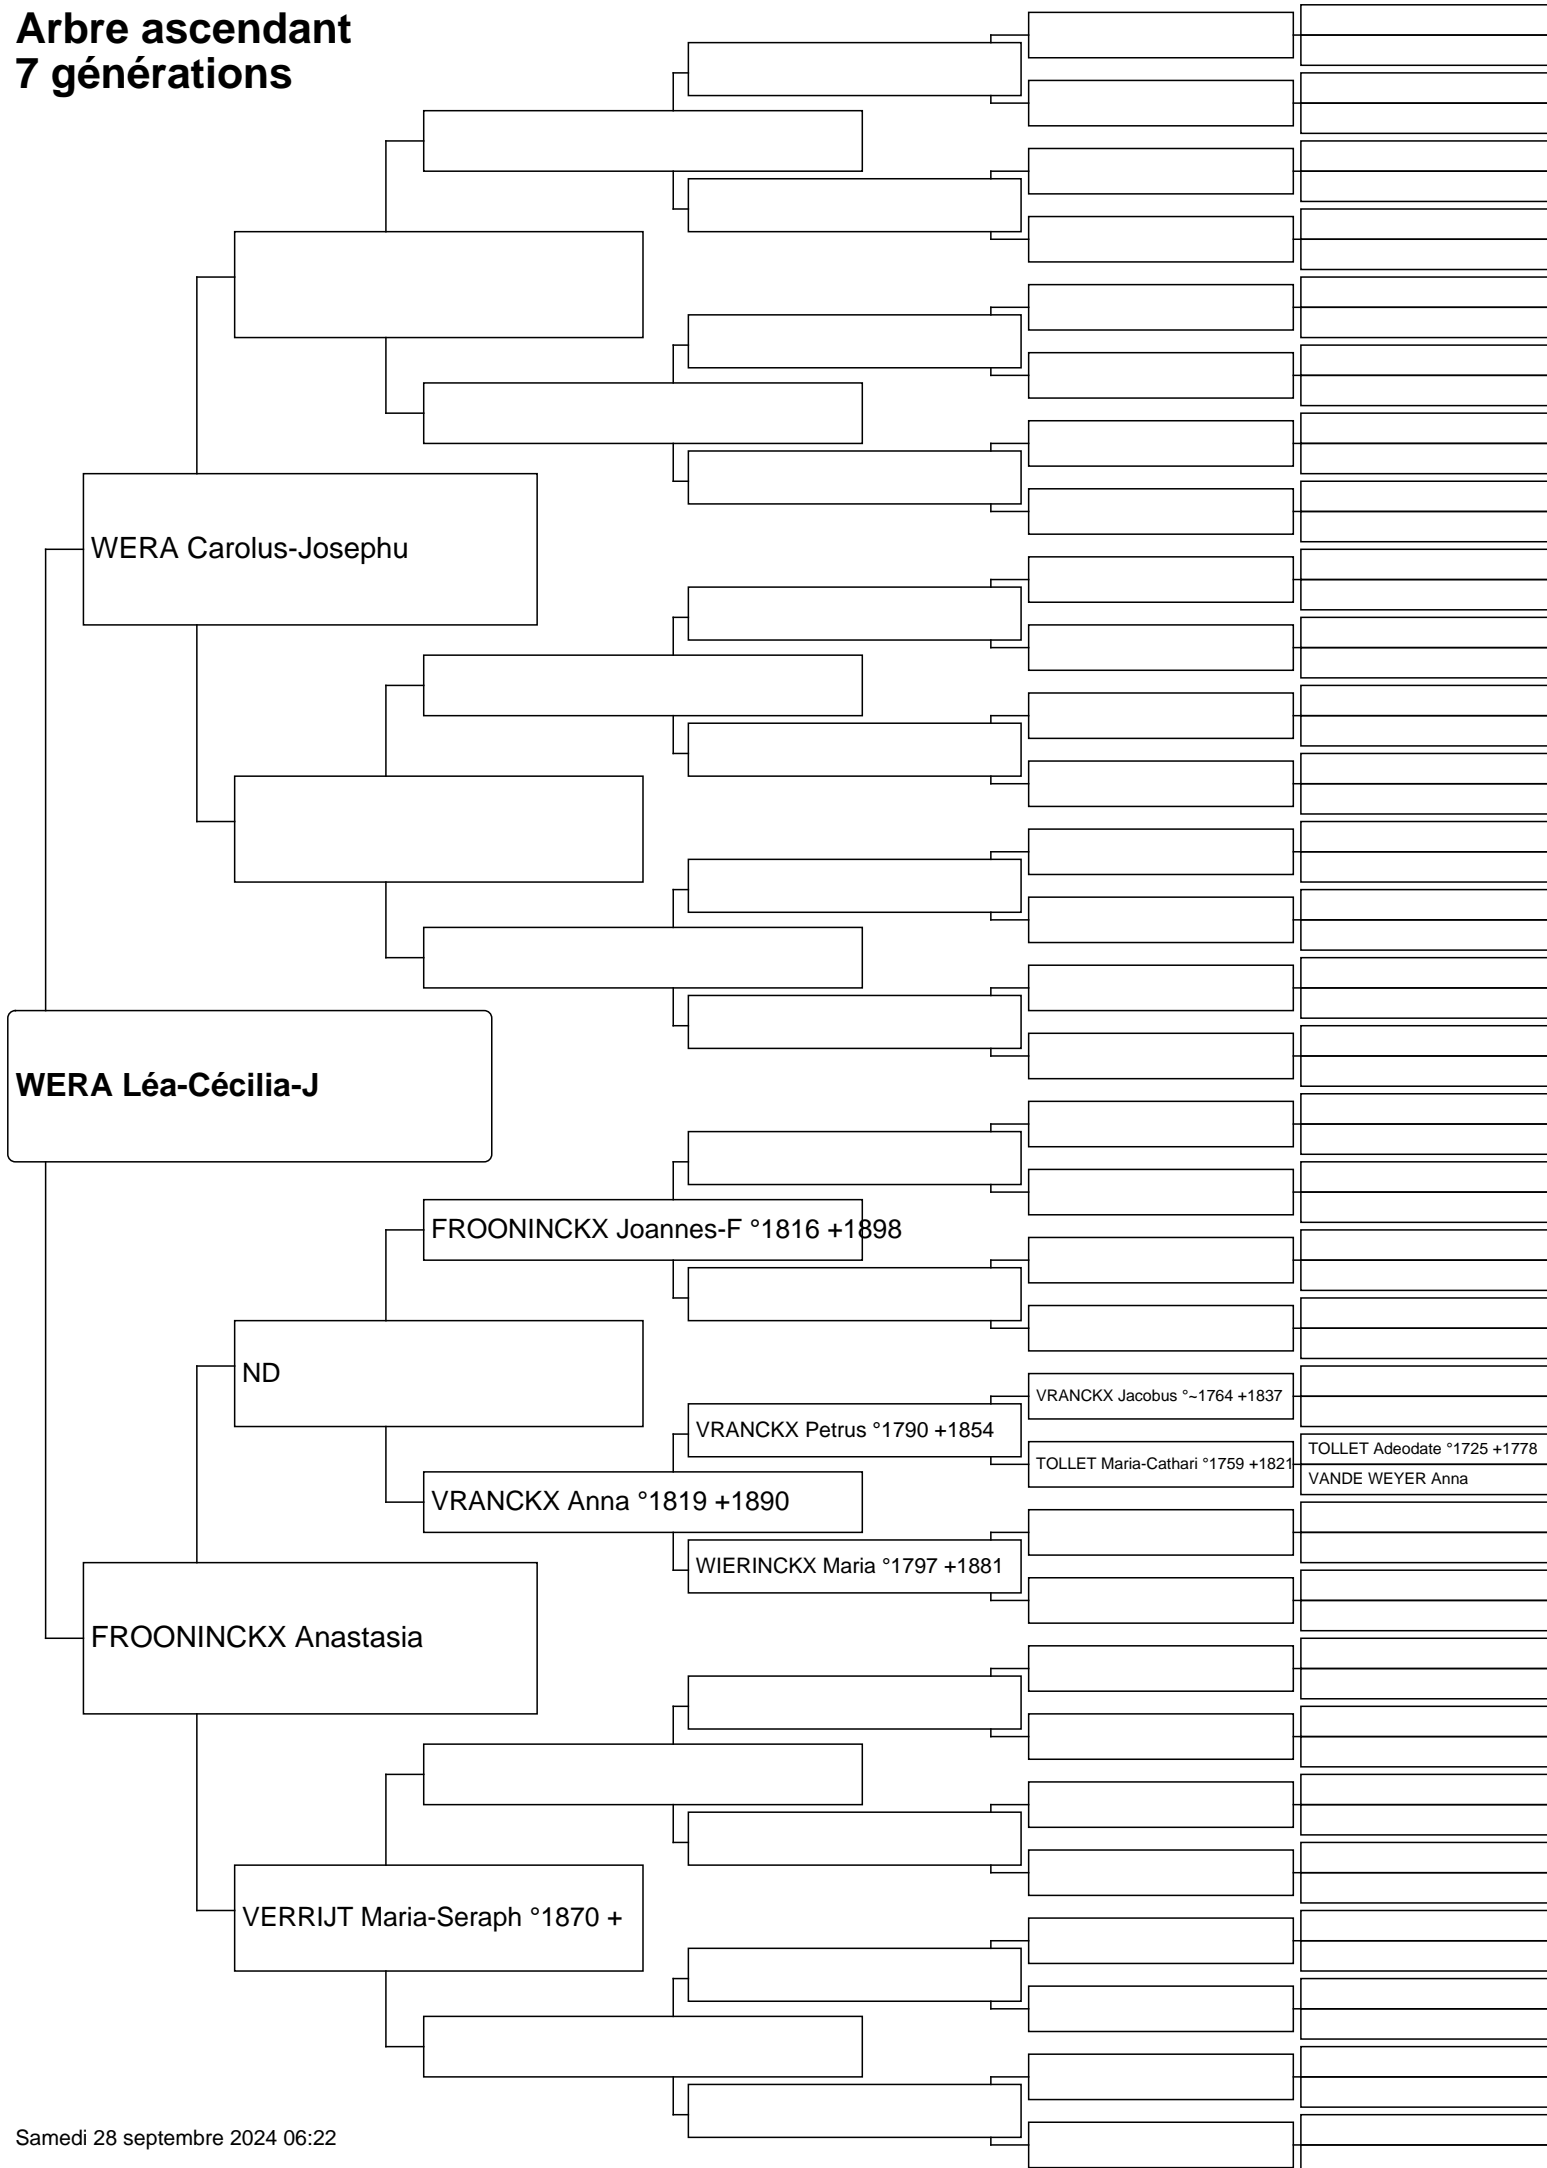 Arbre ascendant
7 générations
WERA Carolus-Josephu
WERA Léa-Cécilia-J
FROONINCKX Joannes-F °1816 +1898
ND
VRANCKX Jacobus °~1764 +1837
VRANCKX Petrus °1790 +1854
TOLLET Adeodate °1725 +1778
TOLLET Maria-Cathari °1759 +1821
VANDE WEYER Anna
VRANCKX Anna °1819 +1890
WIERINCKX Maria °1797 +1881
FROONINCKX Anastasia
VERRIJT Maria-Seraph °1870 +
Samedi 28 septembre 2024 06:22